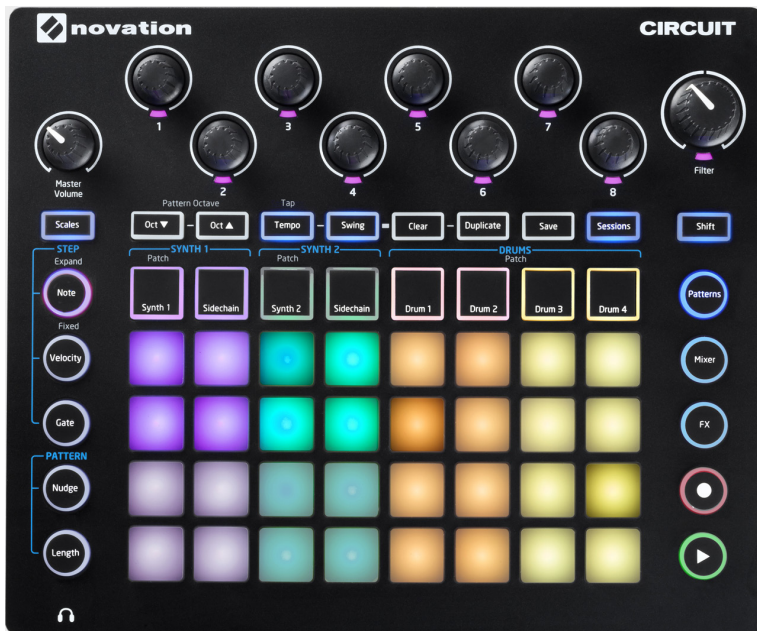 novation
CIRCUIT
1
3
5
7
Master
Volume
2
4
6
8
Filter
Pattern Octave
Tap
Scales
Oct ▼
Oct ▲
Tempo
Swing
Clear
Duplicate
Save
Sessions
Shift
STEP
SYNTH 1
SYNTH 2
DRUMS
Expand
Patch
Patch
Patch
Note
Synth 1
Sidechain
Synth 2
Sidechain
Drum 1
Drum 2
Drum 3
Drum 4
Patterns
Fixed
Velocity
Mixer
Gate
FX
PATTERN
Nudge
Length